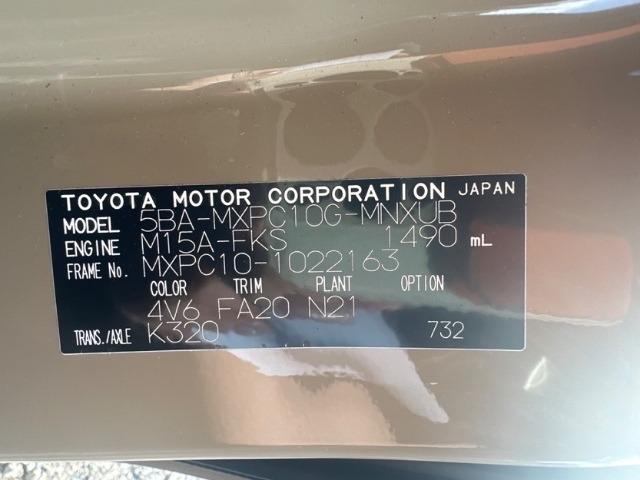 TOYOTA MOTOR CORPORATION JAPAN
MODEL 5BA-MXPC10G-MNXUB
ENGINE M15A-FKS 1490 mL
FRAME No. MXPC10-1022163
COLOR TRIM PLANT OPTION
4V6 FA20 N21
TRANS./AXLE K320 732